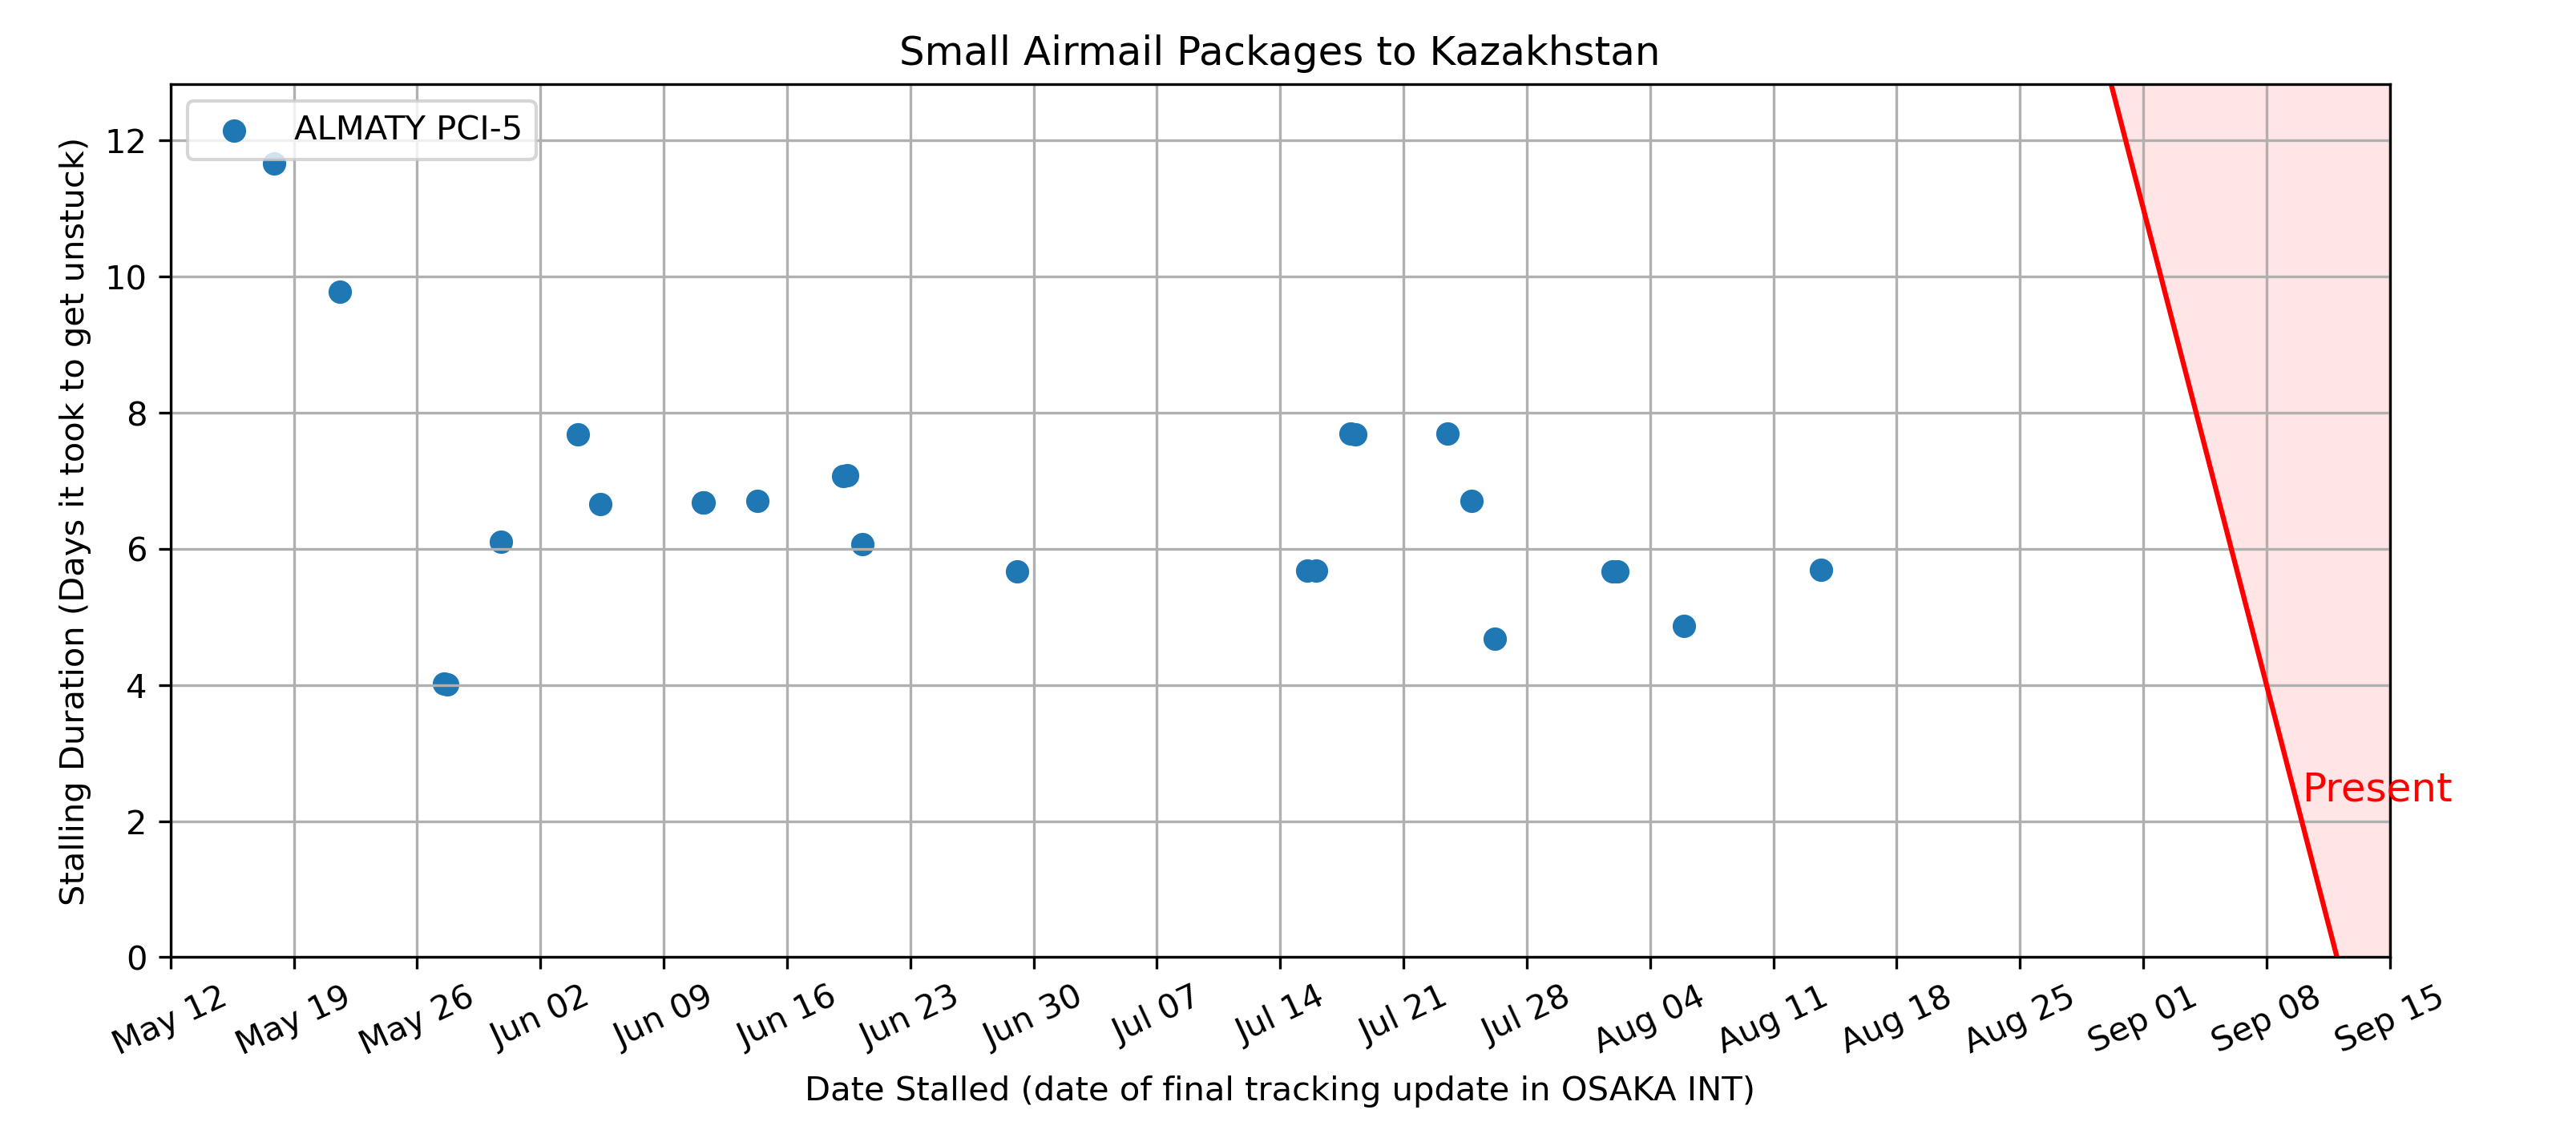 Small Airmail Packages to Kazakhstan
ALMATY PCI-5
Stalling Duration (Days it took to get unstuck)
12
10
8
6
4
2
0
Present
May 12
May 19
May 26
Jun 02
Jun 09
Jun 16
Jun 23
Jun 30
Jul 07
Jul 14
Jul 21
Jul 28
Aug 04
Aug 11
Aug 18
Aug 25
Sep 01
Sep 08
Sep 15
Date Stalled (date of final tracking update in OSAKA INT)